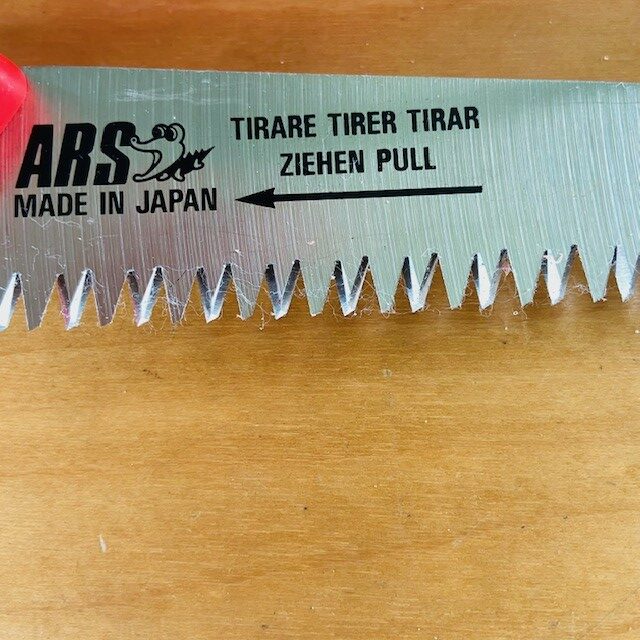 ARS
MADE IN JAPAN
TIRARE TIRER TIRAR
ZIEHEN PULL